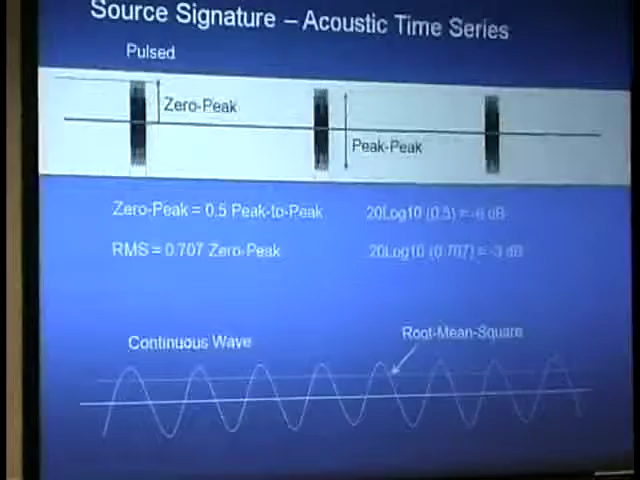 Source Signature – Acoustic Time Series
Pulsed
Zero-Peak
Peak-Peak
Zero-Peak = 0.5 Peak-to-Peak 20Log10 (0.5) = -6 dB
RMS = 0.707 Zero-Peak 20Log10 (0.707) = -3 dB
Root-Mean-Square
Continuous Wave